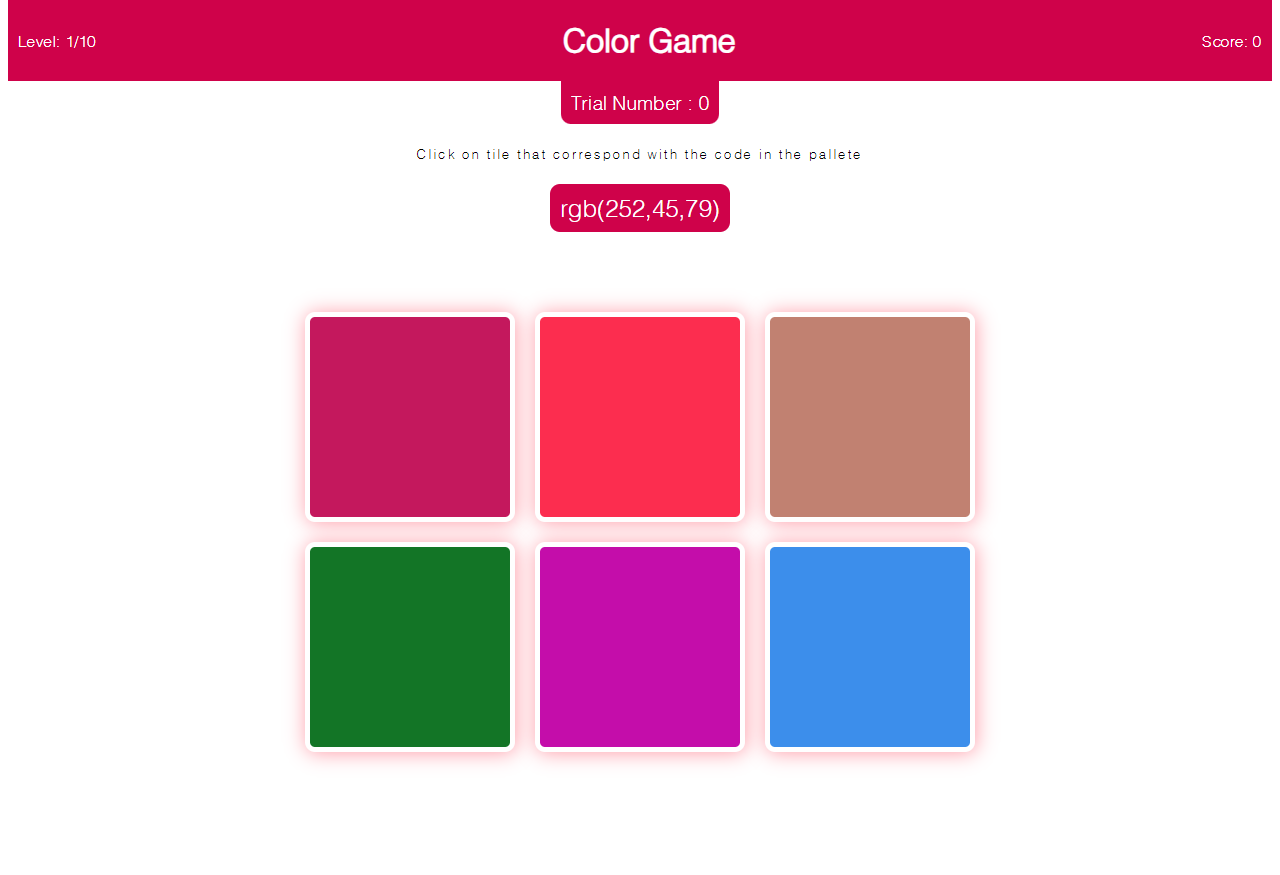 Level: 1/10
Color Game
Score: 0
Trial Number : 0
Click on tile that correspond with the code in the pallete
rgb(252,45,79)